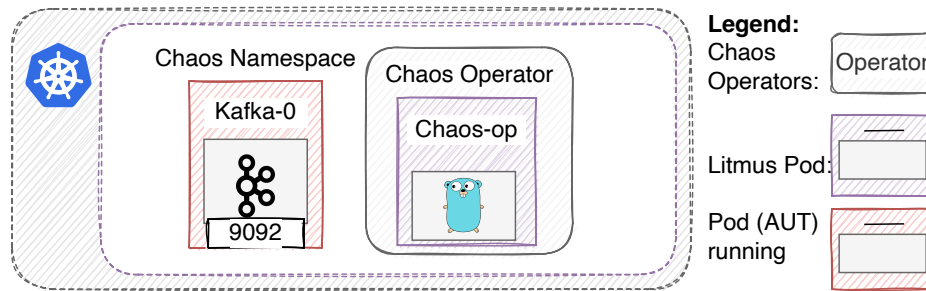 Chaos Namespace
Kafka-0
9092
Chaos Operator
Chaos-op
Legend:
Chaos
Operators:
Operator
Litmus Pod:
Pod (AUT)
running